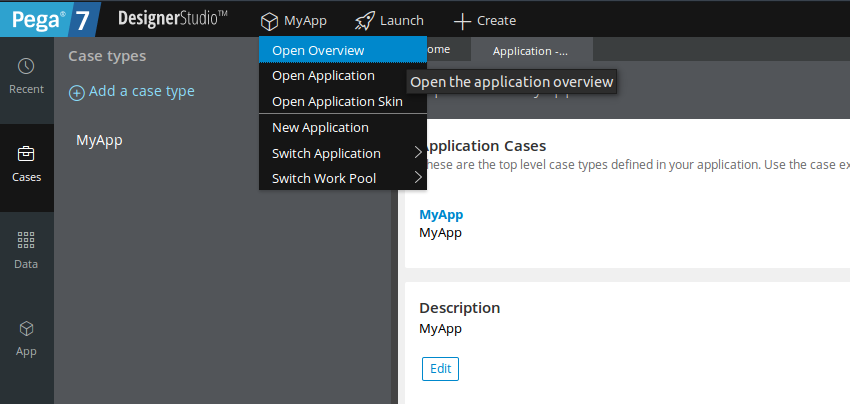 Pega® 7 DesignerStudio™ MyApp Launch Create
Case types
Add a case type
MyApp
Recent
Cases
Data
App
Open Overview
Open Application
Open Application Skin
New Application
Switch Application
Switch Work Pool
Open the application overview
ome
Application -...
pplication Cases
hese are the top level case types defined in your application. Use the case ex
MyApp
MyApp
Description
MyApp
Edit